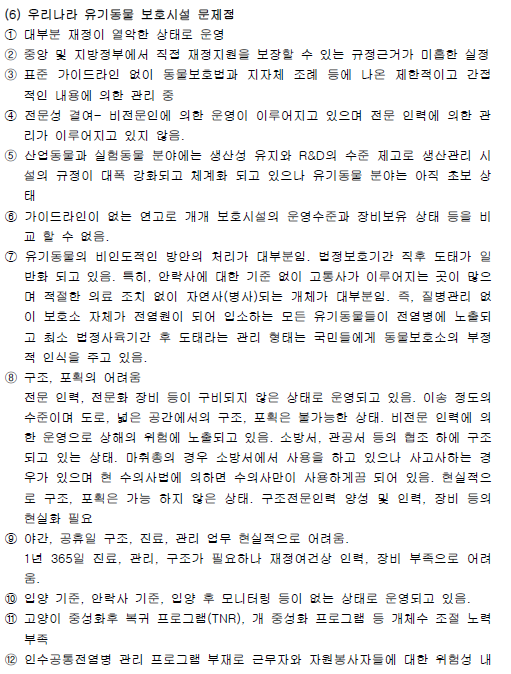 (6) 우리나라 유기동물 보호시설 문제점
① 대부분 재정이 열악한 상태로 운영
② 중앙 및 지방정부에서 직접 재정지원을 보장할 수 있는 규정근거가 미흡한 실정
③ 표준 가이드라인 없이 동물보호법과 지자체 조례 등에 나온 제한적이고 간접
적인 내용에 의한 관리 중
④ 전문성 결여- 비전문인에 의한 운영이 이루어지고 있으며 전문 인력에 의한 관
리가 이루어지고 있지 않음.
⑤ 산업동물과 실험동물 분야에는 생산성 유지와 R&D의 수준 제고로 생산관리 시
설의 규정이 대폭 강화되고 체계화 되고 있으나 유기동물 분야는 아직 초보 상
태
⑥ 가이드라인이 없는 연고로 개개 보호시설의 운영수준과 장비보유 상태 등을 비
교 할 수 없음.
⑦ 유기동물의 비인도적인 방안의 처리가 대부분임. 법정보호기간 직후 도태가 일
반화 되고 있음. 특히, 안락사에 대한 기준 없이 고통사가 이루어지는 곳이 많으
며 적절한 의료 조치 없이 자연사(병사)되는 개체가 대부분임. 즉, 질병관리 없
이 보호소 자체가 전염원이 되어 입소하는 모든 유기동물들이 전염병에 노출되
고 최소 법정사육기간 후 도태라는 관리 형태는 국민들에게 동물보호소의 부정
적 인식을 주고 있음.
⑧ 구조, 포획의 어려움
전문 인력, 전문화 장비 등이 구비되지 않은 상태로 운영되고 있음. 이송 정도의
수준이며 도로, 넓은 공간에서의 구조, 포획은 불가능한 상태. 비전문 인력에 의
한 운영으로 상해의 위험에 노출되고 있음. 소방서, 관공서 등의 협조 하에 구조
되고 있는 상태. 마취총의 경우 소방서에서 사용을 하고 있으나 사고사하는 경
우가 있으며 현 수의사법에 의하면 수의사만이 사용하게끔 되어 있음. 현실적으
로 구조, 포획은 가능 하지 않은 상태. 구조전문인력 양성 및 인력, 장비 등의
현실화 필요
⑨ 야간, 공휴일 구조, 진료, 관리 업무 현실적으로 어려움.
1년 365일 진료, 관리, 구조가 필요하나 재정여건상 인력, 장비 부족으로 어려
움.
⑩ 입양 기준, 안락사 기준, 입양 후 모니터링 등이 없는 상태로 운영되고 있음.
⑪ 고양이 중성화후 복귀 프로그램(TNR), 개 중성화 프로그램 등 개체수 조절 노력
부족
⑫ 인수공통전염병 관리 프로그램 부재로 근무자와 자원봉사자들에 대한 위험성 내